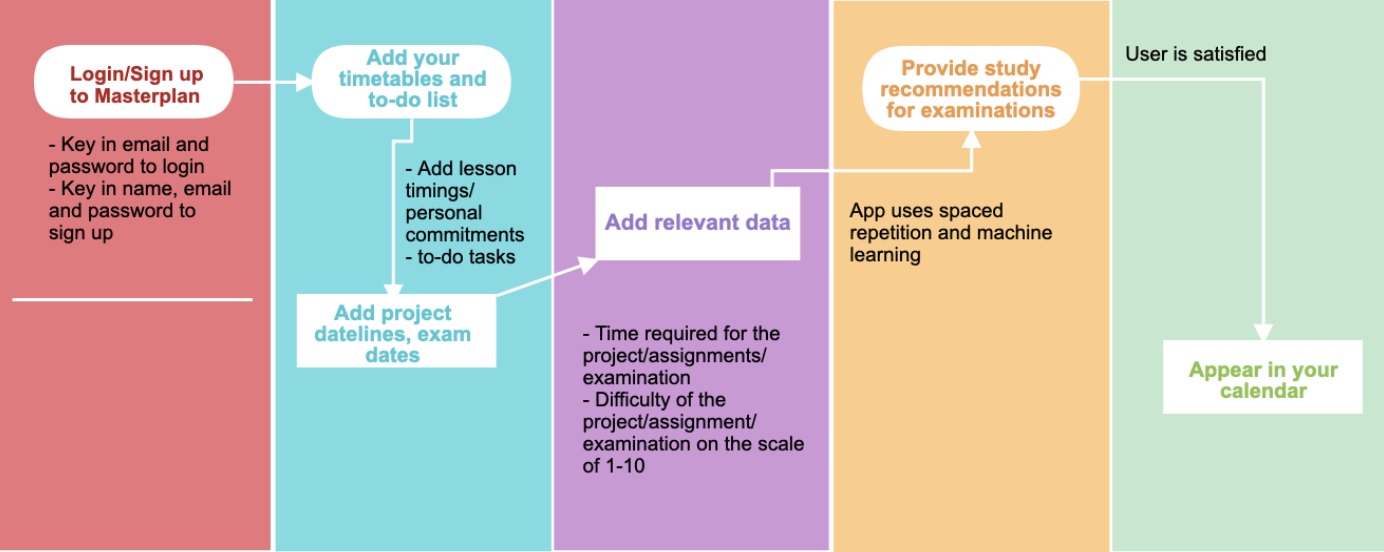 Login/Sign up
to Masterplan
- Key in email and
password to login
- Key in name, email
and password to
sign up
Add your
timetables and
to-do list
- Add lesson
timings/
personal
commitments
- to-do tasks
Add project
datelines, exam
dates
Add relevant data
- Time required for the
project/assignments/
examination
- Difficulty of the
project/assignment/
examination on the scale
of 1-10
Provide study
recommendations
for examinations
App uses spaced
repetition and machine
learning
User is satisfied
Appear in your
calendar